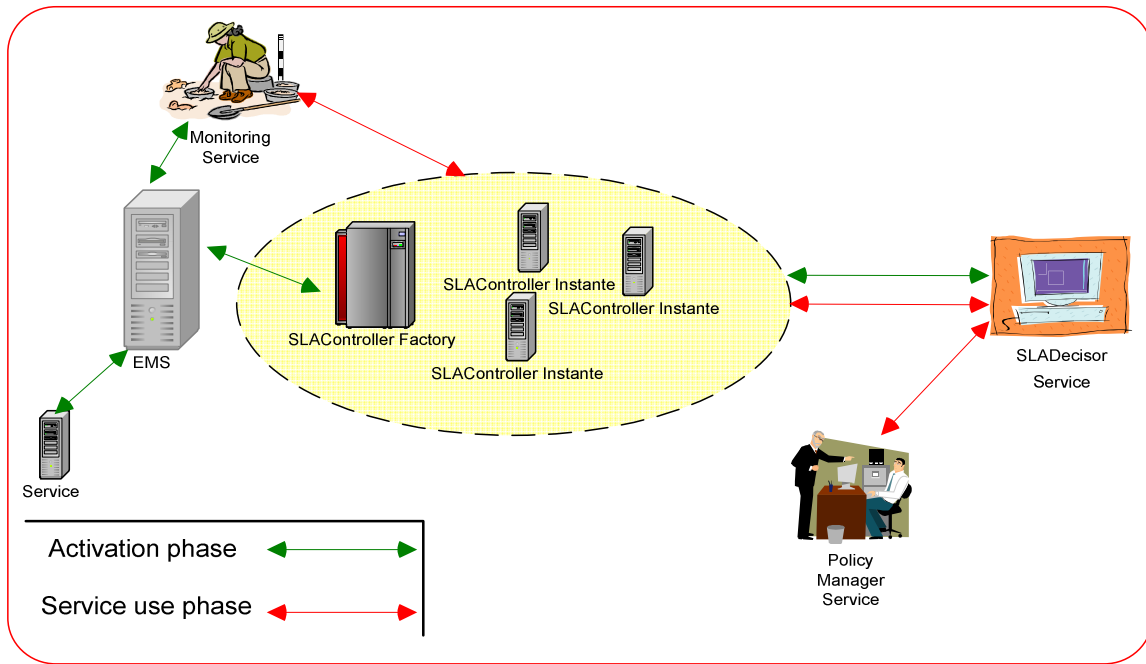 Monitoring
Service
SLAController Instante
SLAController Instante
SLAController Factory
SLAController Instante
EMS
SLADecisor
Service
Service
Activation phase
Service use phase
Policy
Manager
Service